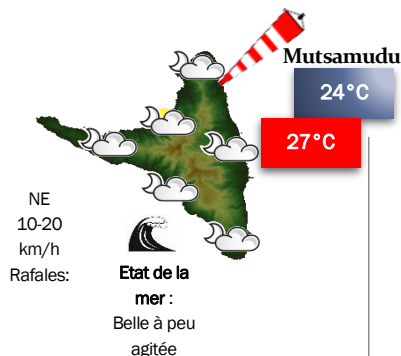 Mutsamudu
24°C
27°C
NE
10-20
km/h
Rafales:
Etat de la
mer :
Belle à peu
agitée